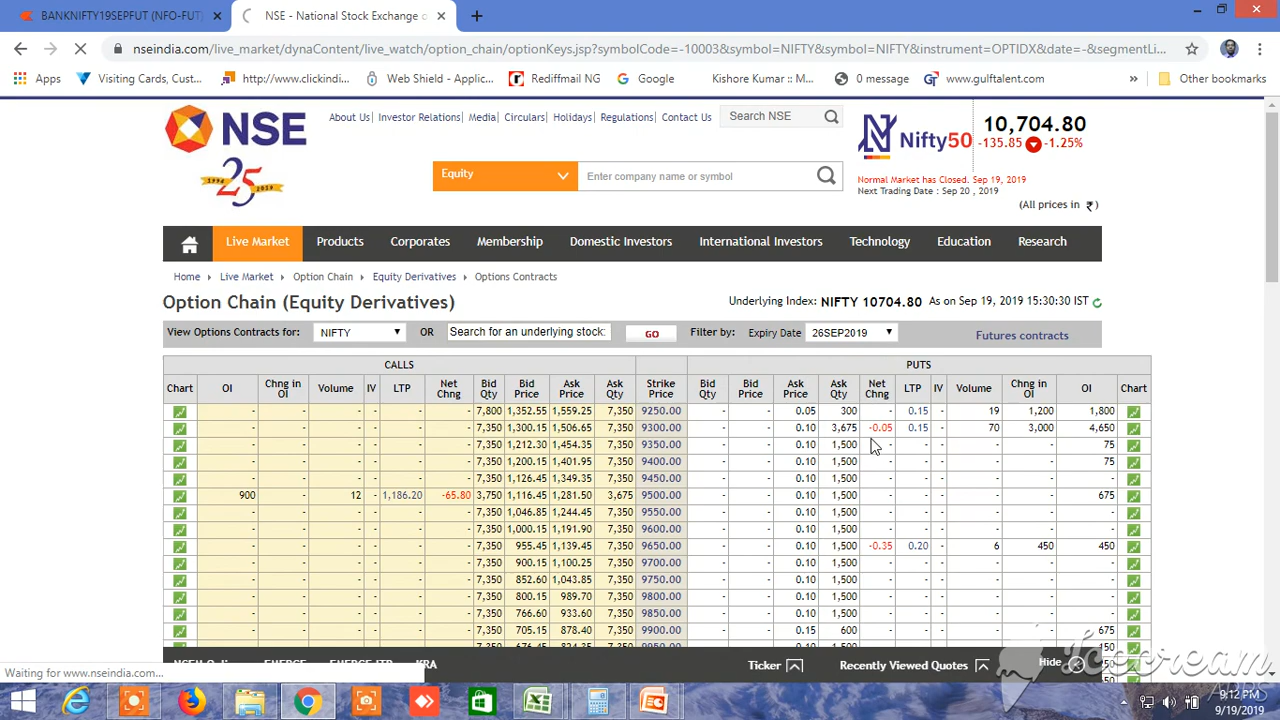 BANKNIFTY19SEPFUT (NFO-FUT) × NSE - National Stock Exchange o × +
nseindia.com/live_market/dynaContent/live_watch/option_chain/optionKeys.jsp?symbolCode=-10003&symbol=NIFTY&symbol=NIFTY&instrument=OPTIDX&date=-&segmentLi...
Apps Visiting Cards, Cust... http://www.clickindi... Web Shield - Applic... Rediffmail NG Google Kishore Kumar :: M... 0 message www.gulftalent.com » Other bookmarks
NSE
1994 25 2019
About Us| Investor Relations| Media| Circulars| Holidays| Regulations| Contact Us
Search NSE
Nifty50 10,704.80
-135.85 -1.25%
Equity Enter company name or symbol
Normal Market has Closed. Sep 19, 2019
Next Trading Date : Sep 20 , 2019
(All prices in ₹ )
Live Market Products Corporates Membership Domestic Investors International Investors Technology Education Research
Home Live Market Option Chain Equity Derivatives Options Contracts
Option Chain (Equity Derivatives) Underlying Index: NIFTY 10704.80 As on Sep 19, 2019 15:30:30 IST
View Options Contracts for: NIFTY OR Search for an underlying stock: GO Filter by: Expiry Date 26SEP2019 Futures contracts
CALLS PUTS
Chart OI Chng in OI Volume IV LTP Net Chng Bid Qty Bid Price Ask Price Ask Qty Strike Price Bid Qty Bid Price Ask Price Ask Qty Net Chng LTP IV Volume Chng in OI OI Chart
- - - - - - 7,800 1,352.55 1,559.25 7,350 9250.00 - - 0.05 300 - 0.15 - 19 1,200 1,800
- - - - - - 7,350 1,300.15 1,506.65 7,350 9300.00 - - 0.10 3,675 -0.05 0.15 - 70 3,000 4,650
- - - - - - 7,350 1,212.30 1,454.35 7,350 9350.00 - - 0.10 1,500 - - - - - 75
- - - - - - 7,350 1,200.15 1,401.95 7,350 9400.00 - - 0.10 1,500 - - - - - 75
- - - - - - 7,350 1,126.45 1,349.35 7,350 9450.00 - - 0.10 1,500 - - - - - -
900 - 12 - 1,186.20 -65.80 3,750 1,116.45 1,281.50 3,675 9500.00 - - 0.10 1,500 - - - - - 675
- - - - - - 7,350 1,046.85 1,244.45 7,350 9550.00 - - 0.10 1,500 - - - - - -
- - - - - - 7,350 1,000.15 1,191.90 7,350 9600.00 - - 0.10 1,500 - - - - - -
- - - - - - 7,350 955.45 1,139.45 7,350 9650.00 - - 0.10 1,500 -0.35 0.20 - 6 450 450
- - - - - - 7,350 900.15 1,100.25 7,350 9700.00 - - 0.10 1,500 - - - - - -
- - - - - - 7,350 852.60 1,043.85 7,350 9750.00 - - 0.10 1,500 - - - - - -
- - - - - - 7,350 800.15 989.70 7,350 9800.00 - - 0.10 1,500 - - - - - -
- - - - - - 7,350 766.60 933.60 7,350 9850.00 - - 0.10 1,500 - - - - - -
- - - - - - 7,350 705.15 878.40 7,350 9900.00 - - 0.15 600 - - - - - 675
Ticker Recently Viewed Quotes Hide
Waiting for www.nseindia.com...
Icecream
APPS
9:12 PM
9/19/2019